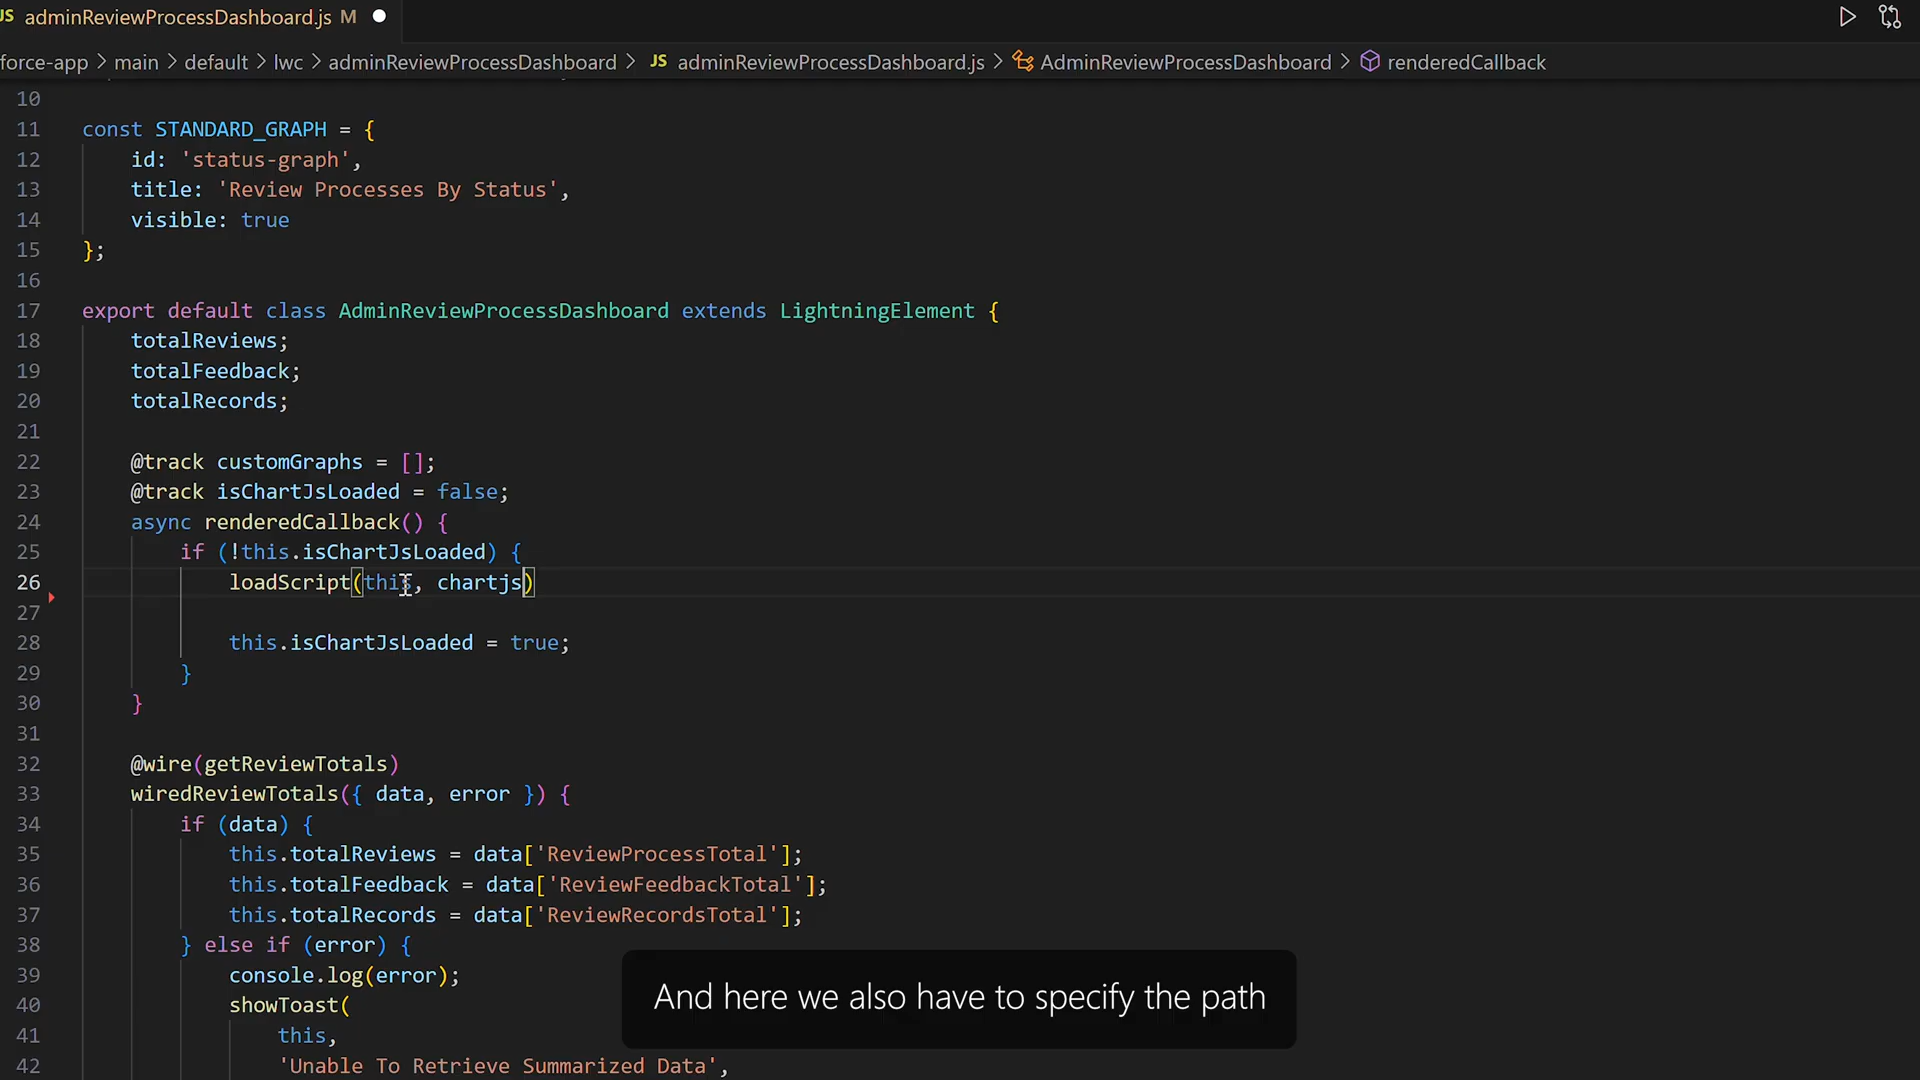 JS adminReviewProcessDashboard.js M
force-app > main > default > lwc > adminReviewProcessDashboard > JS adminReviewProcessDashboard.js > AdminReviewProcessDashboard > renderedCallback
10
11 const STANDARD_GRAPH = {
12 id: 'status-graph',
13 title: 'Review Processes By Status',
14 visible: true
15 };
16
17 export default class AdminReviewProcessDashboard extends LightningElement {
18 totalReviews;
19 totalFeedback;
20 totalRecords;
21
22 @track customGraphs = [];
23 @track isChartJsLoaded = false;
24 async renderedCallback() {
25 if (!this.isChartJsLoaded) {
26 loadScript(this, chartjs)
27
28 this.isChartJsLoaded = true;
29 }
30 }
31
32 @wire(getReviewTotals)
33 wiredReviewTotals({ data, error }) {
34 if (data) {
35 this.totalReviews = data['ReviewProcessTotal'];
36 this.totalFeedback = data['ReviewFeedbackTotal'];
37 this.totalRecords = data['ReviewRecordsTotal'];
38 } else if (error) {
39 console.log(error);
40 showToast(
41 this,
42 'Unable To Retrieve Summarized Data',
And here we also have to specify the path